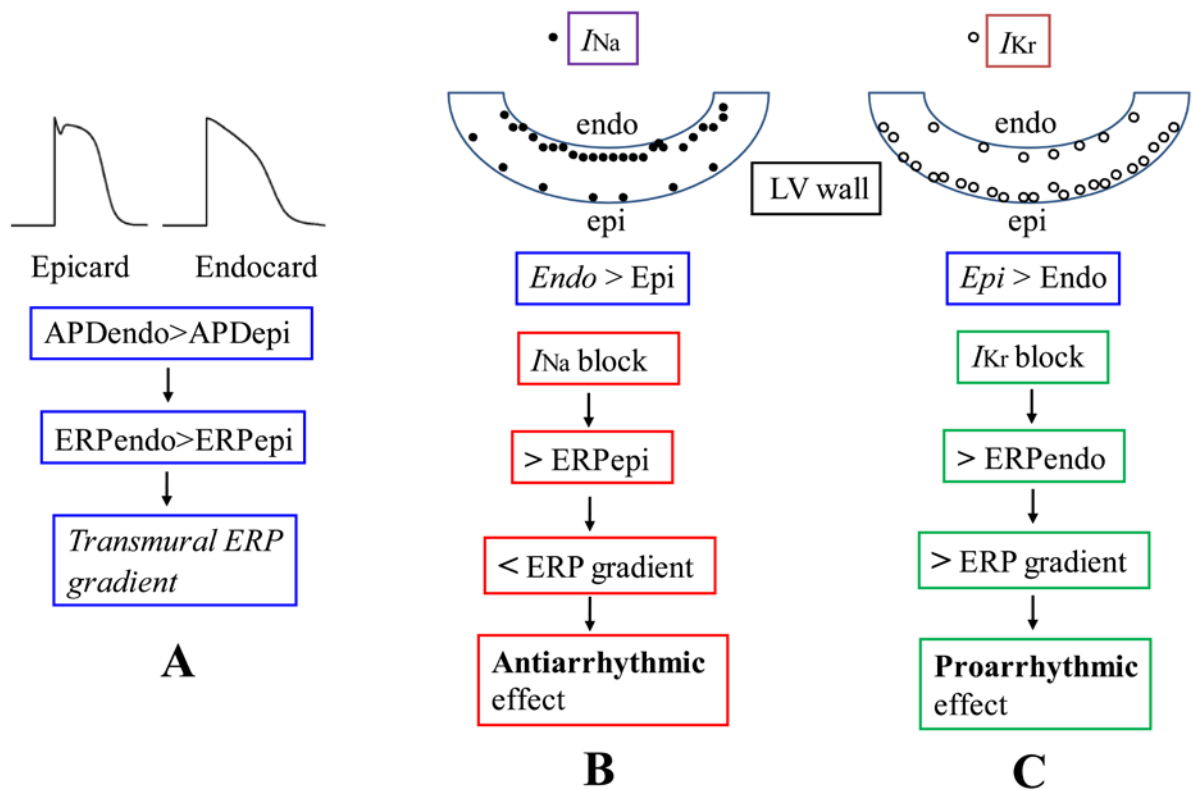 Epicard
Endocard
APDendo>APDepi
ERPendo>ERPepi
Transmural ERP
gradient
A
INa
endo
epi
Endo > Epi
INa block
> ERPepi
< ERP gradient
Antiarrhythmic
effect
B
LV wall
IKr
endo
epi
Epi > Endo
IKr block
> ERPendo
> ERP gradient
Proarrhythmic
effect
C